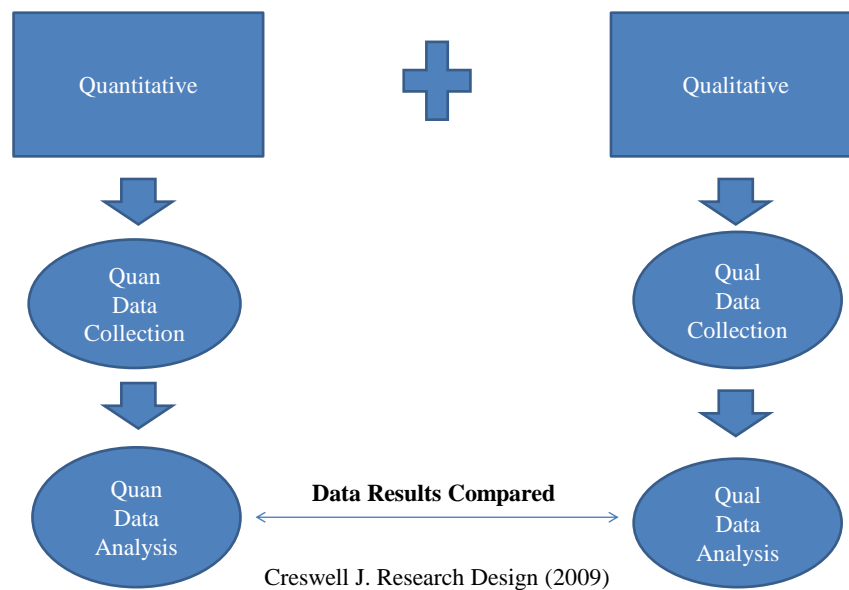 Quantitative
Qualitative
Quan
Data
Collection
Qual
Data
Collection
Quan
Data
Analysis
Data Results Compared
Qual
Data
Analysis
Creswell J. Research Design (2009)